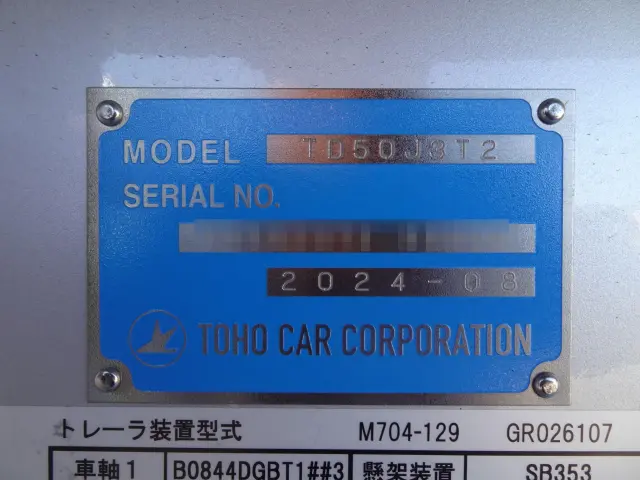 MODEL TD50J8T2
SERIAL NO.
2024-08
TOHO CAR CORPORATION
トレーラ装置型式 M704-129 GR026107
車軸1 B0844DGBT1##3 懸架装置 SB353